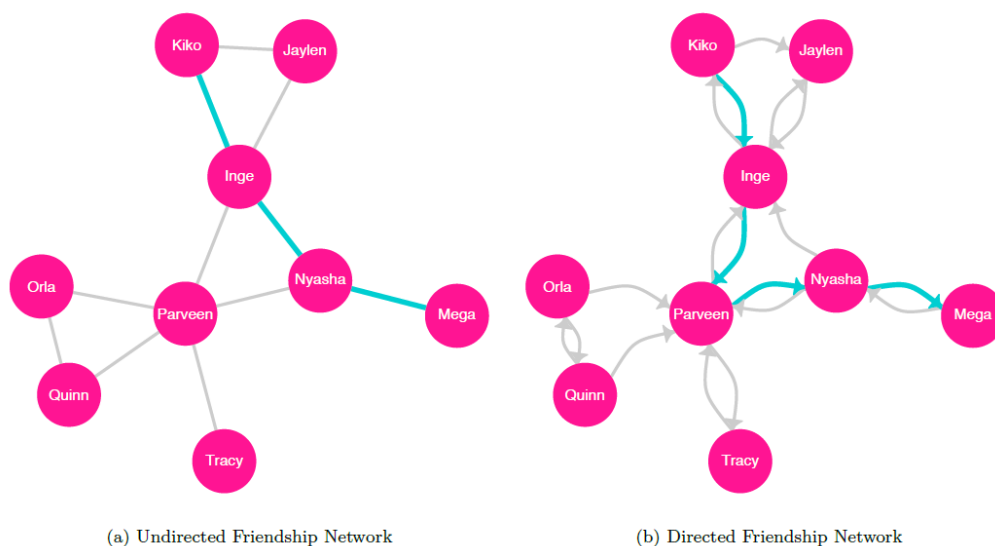 Kiko
Jaylen
Inge
Nyasha
Orla
Parveen
Mega
Quinn
Tracy
(a) Undirected Friendship Network
Kiko
Jaylen
Inge
Nyasha
Orla
Parveen
Mega
Quinn
Tracy
(b) Directed Friendship Network